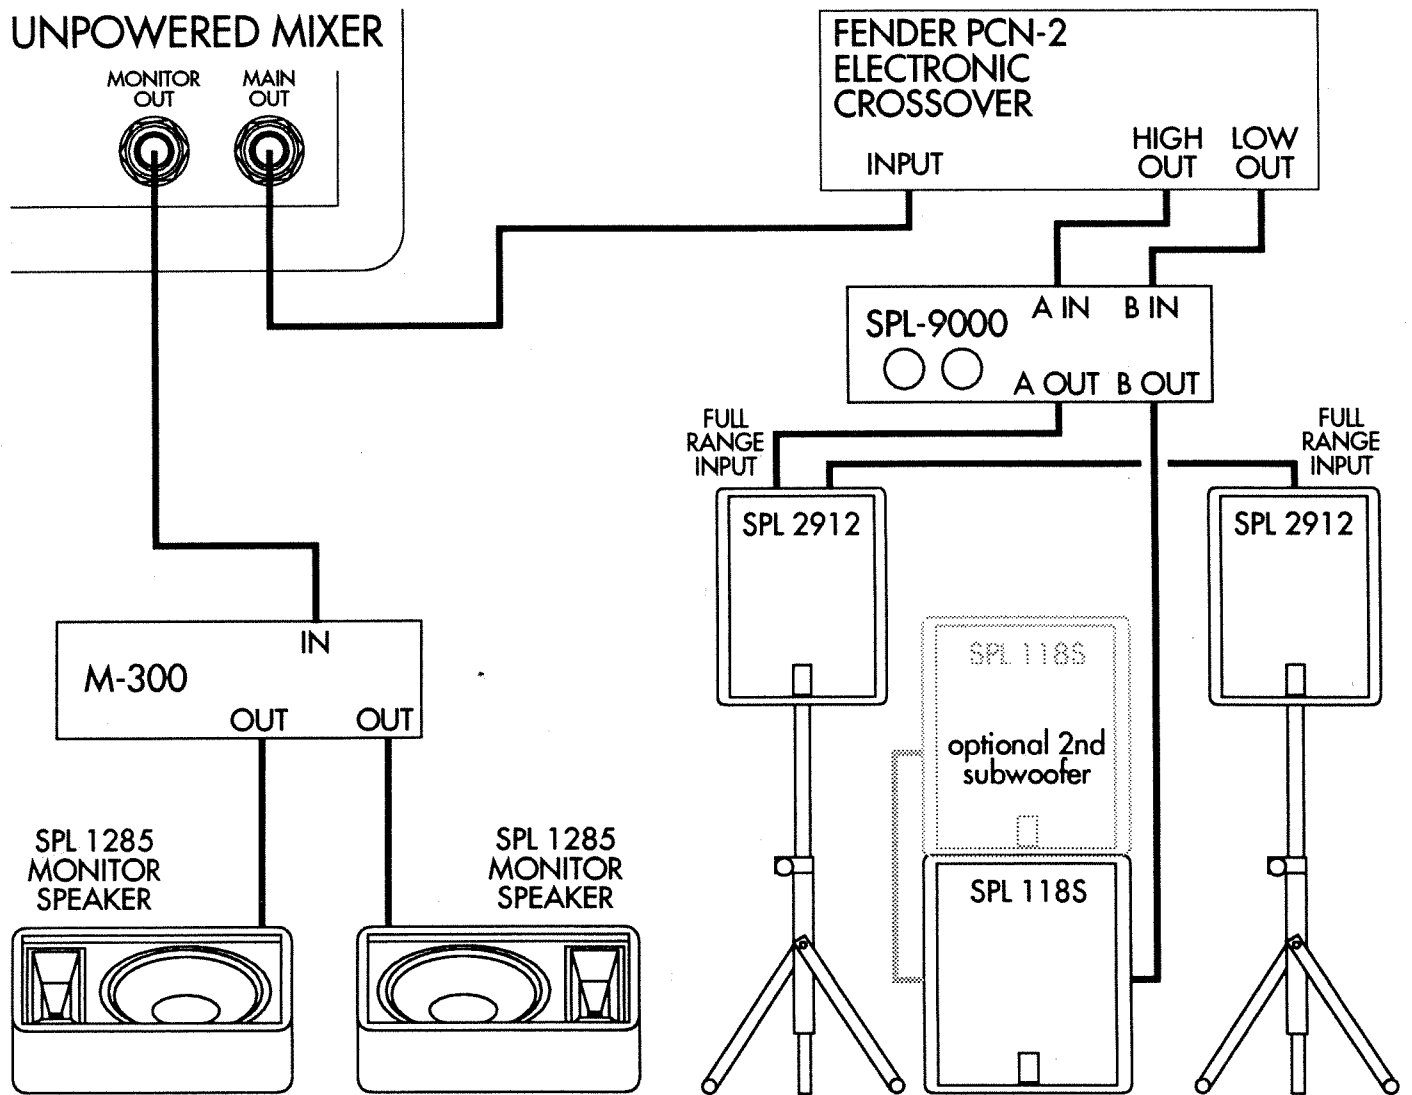 UNPOWERED MIXER
MONITOR
OUT
MAIN
OUT
FENDER PCN-2
ELECTRONIC
CROSSOVER
INPUT
HIGH
OUT
LOW
OUT
SPL-9000
A IN
B IN
A OUT
B OUT
FULL
RANGE
INPUT
FULL
RANGE
INPUT
SPL 2912
SPL 2912
SPL 118S
optional 2nd
subwoofer
SPL 118S
IN
M-300
OUT
OUT
SPL 1285
MONITOR
SPEAKER
SPL 1285
MONITOR
SPEAKER